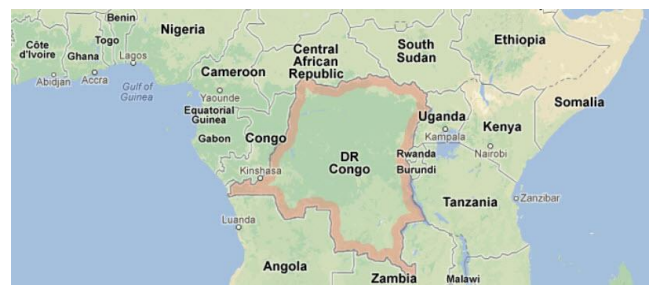 Benin
Nigeria
Côte
d'Ivoire
Togo
Ghana
Lagos
Abidjan
Accra
Gulf of
Guinea
Cameroon
Yaounde
Equatorial
Guinea
Gabon
Congo
Central
African
Republic
South
Sudan
Ethiopia
Somalia
Uganda
Kampala
Kenya
Nairobi
DR
Congo
Rwanda
Burundi
Kinshasa
Tanzania
Zanzibar
Luanda
Angola
Zambia
Malawi